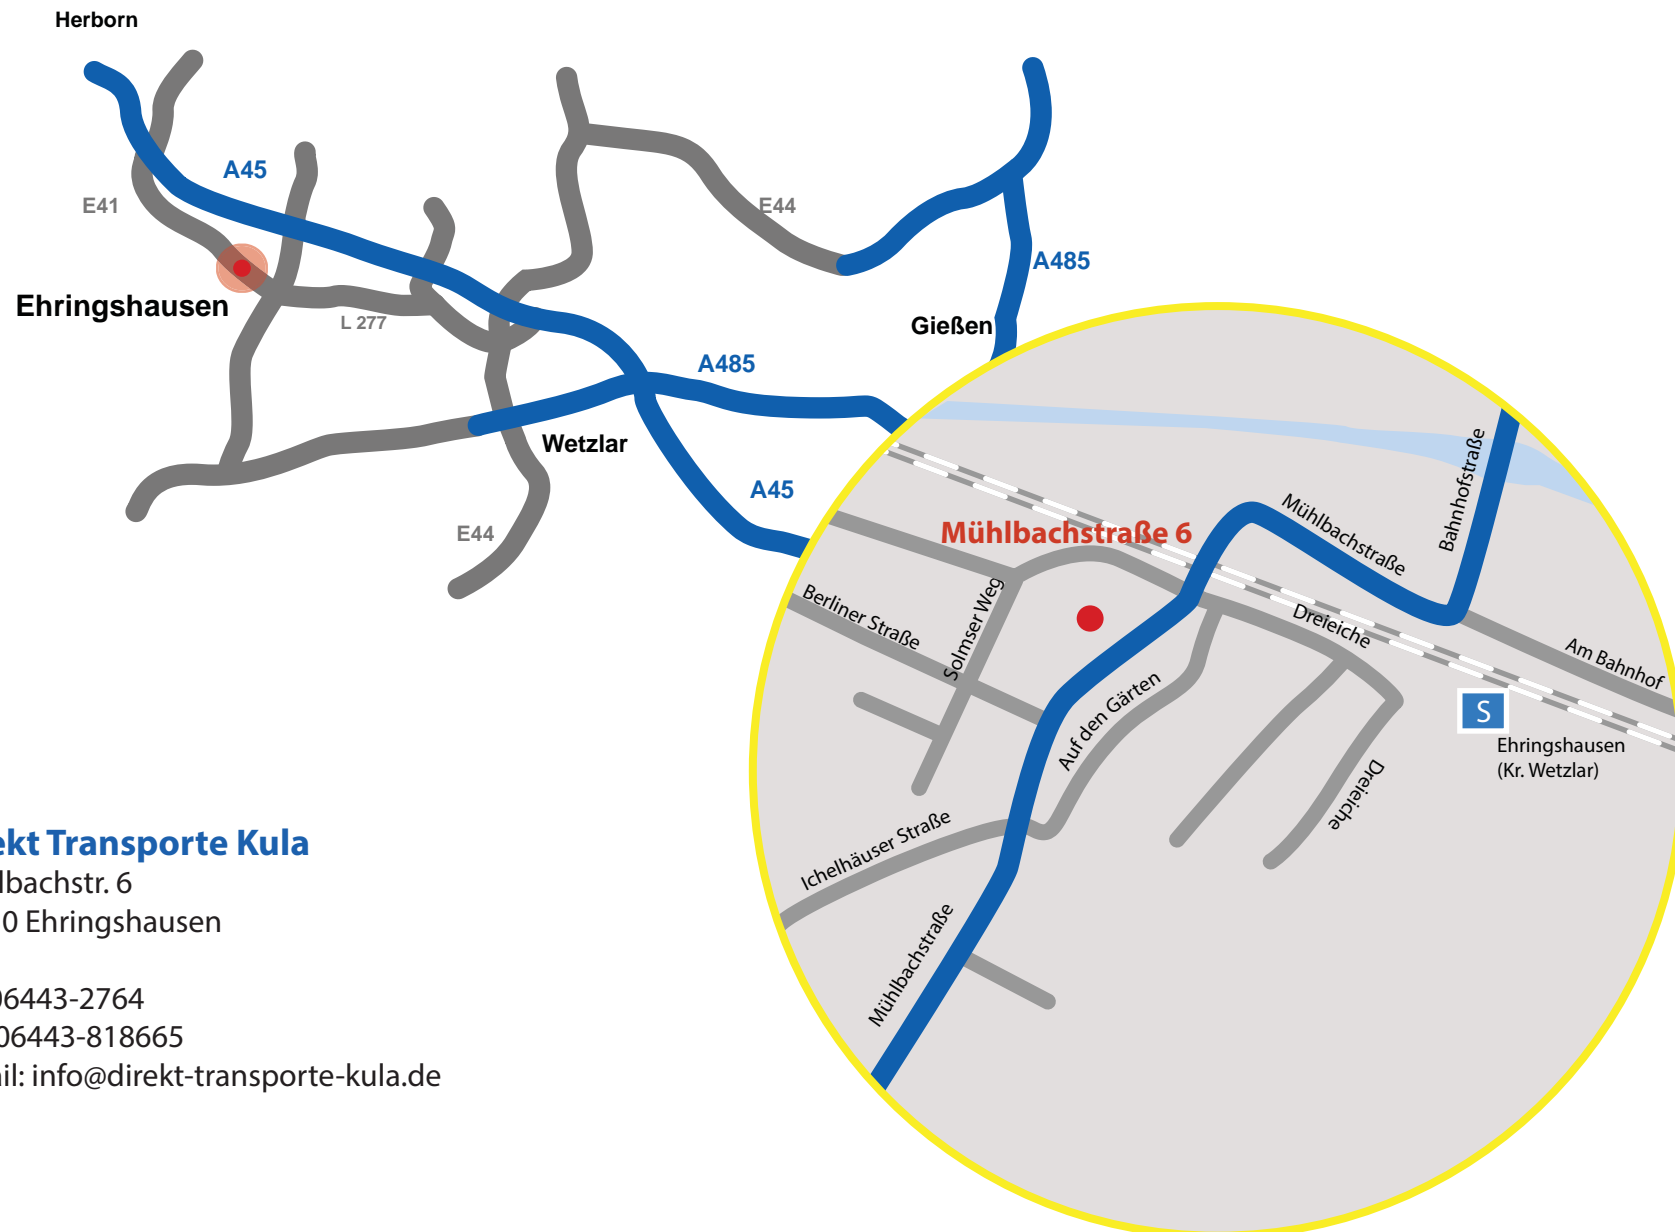 Herborn
A45
E41
E44
A485
Ehringshausen
L 277
Gießen
A485
Wetzlar
A45
E44
Mühlbachstraße 6
Mühlbachstraße
Bahnhofstraße
Solmser Weg
Berliner Straße
Dreieiche
Am Bahnhof
Auf den Gärten
S
Ehringshausen
(Kr. Wetzlar)
Dreieiche
Ichelhäuser Straße
Mühlbachstraße
ekt Transporte Kula
lbachstr. 6
0 Ehringshausen
06443-2764
06443-818665
ail: info@direkt-transporte-kula.de